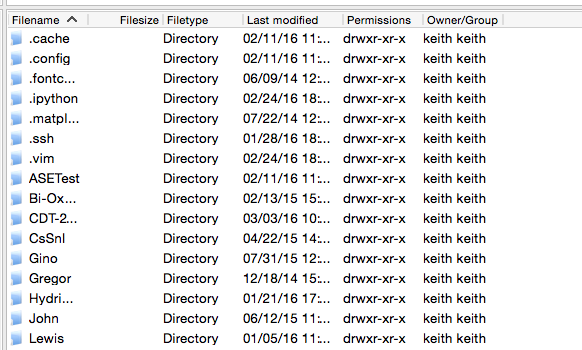 Filename Filesize Filetype Last modified Permissions Owner/Group
.cache Directory 02/11/16 11:... drwxr-xr-x keith keith
.config Directory 02/11/16 11:... drwxr-xr-x keith keith
.fontc... Directory 06/09/14 12:... drwxr-xr-x keith keith
.ipython Directory 02/24/16 18:... drwxr-xr-x keith keith
.matpl... Directory 07/22/14 12:... drwxr-xr-x keith keith
.ssh Directory 01/28/16 18:... drwxr-xr-x keith keith
.vim Directory 02/24/16 18:... drwxr-xr-x keith keith
ASETest Directory 02/11/16 11:... drwxr-xr-x keith keith
Bi-Ox... Directory 02/13/15 15:... drwxr-xr-x keith keith
CDT-2... Directory 03/03/16 10:... drwxr-xr-x keith keith
CsSnI Directory 04/22/15 14:... drwxr-xr-x keith keith
Gino Directory 07/31/15 12:... drwxr-xr-x keith keith
Gregor Directory 12/18/14 15:... drwxr-xr-x keith keith
Hydri... Directory 01/21/16 17:... drwxr-xr-x keith keith
John Directory 06/12/15 11:... drwxr-xr-x keith keith
Lewis Directory 01/05/16 11:... drwxr-xr-x keith keith